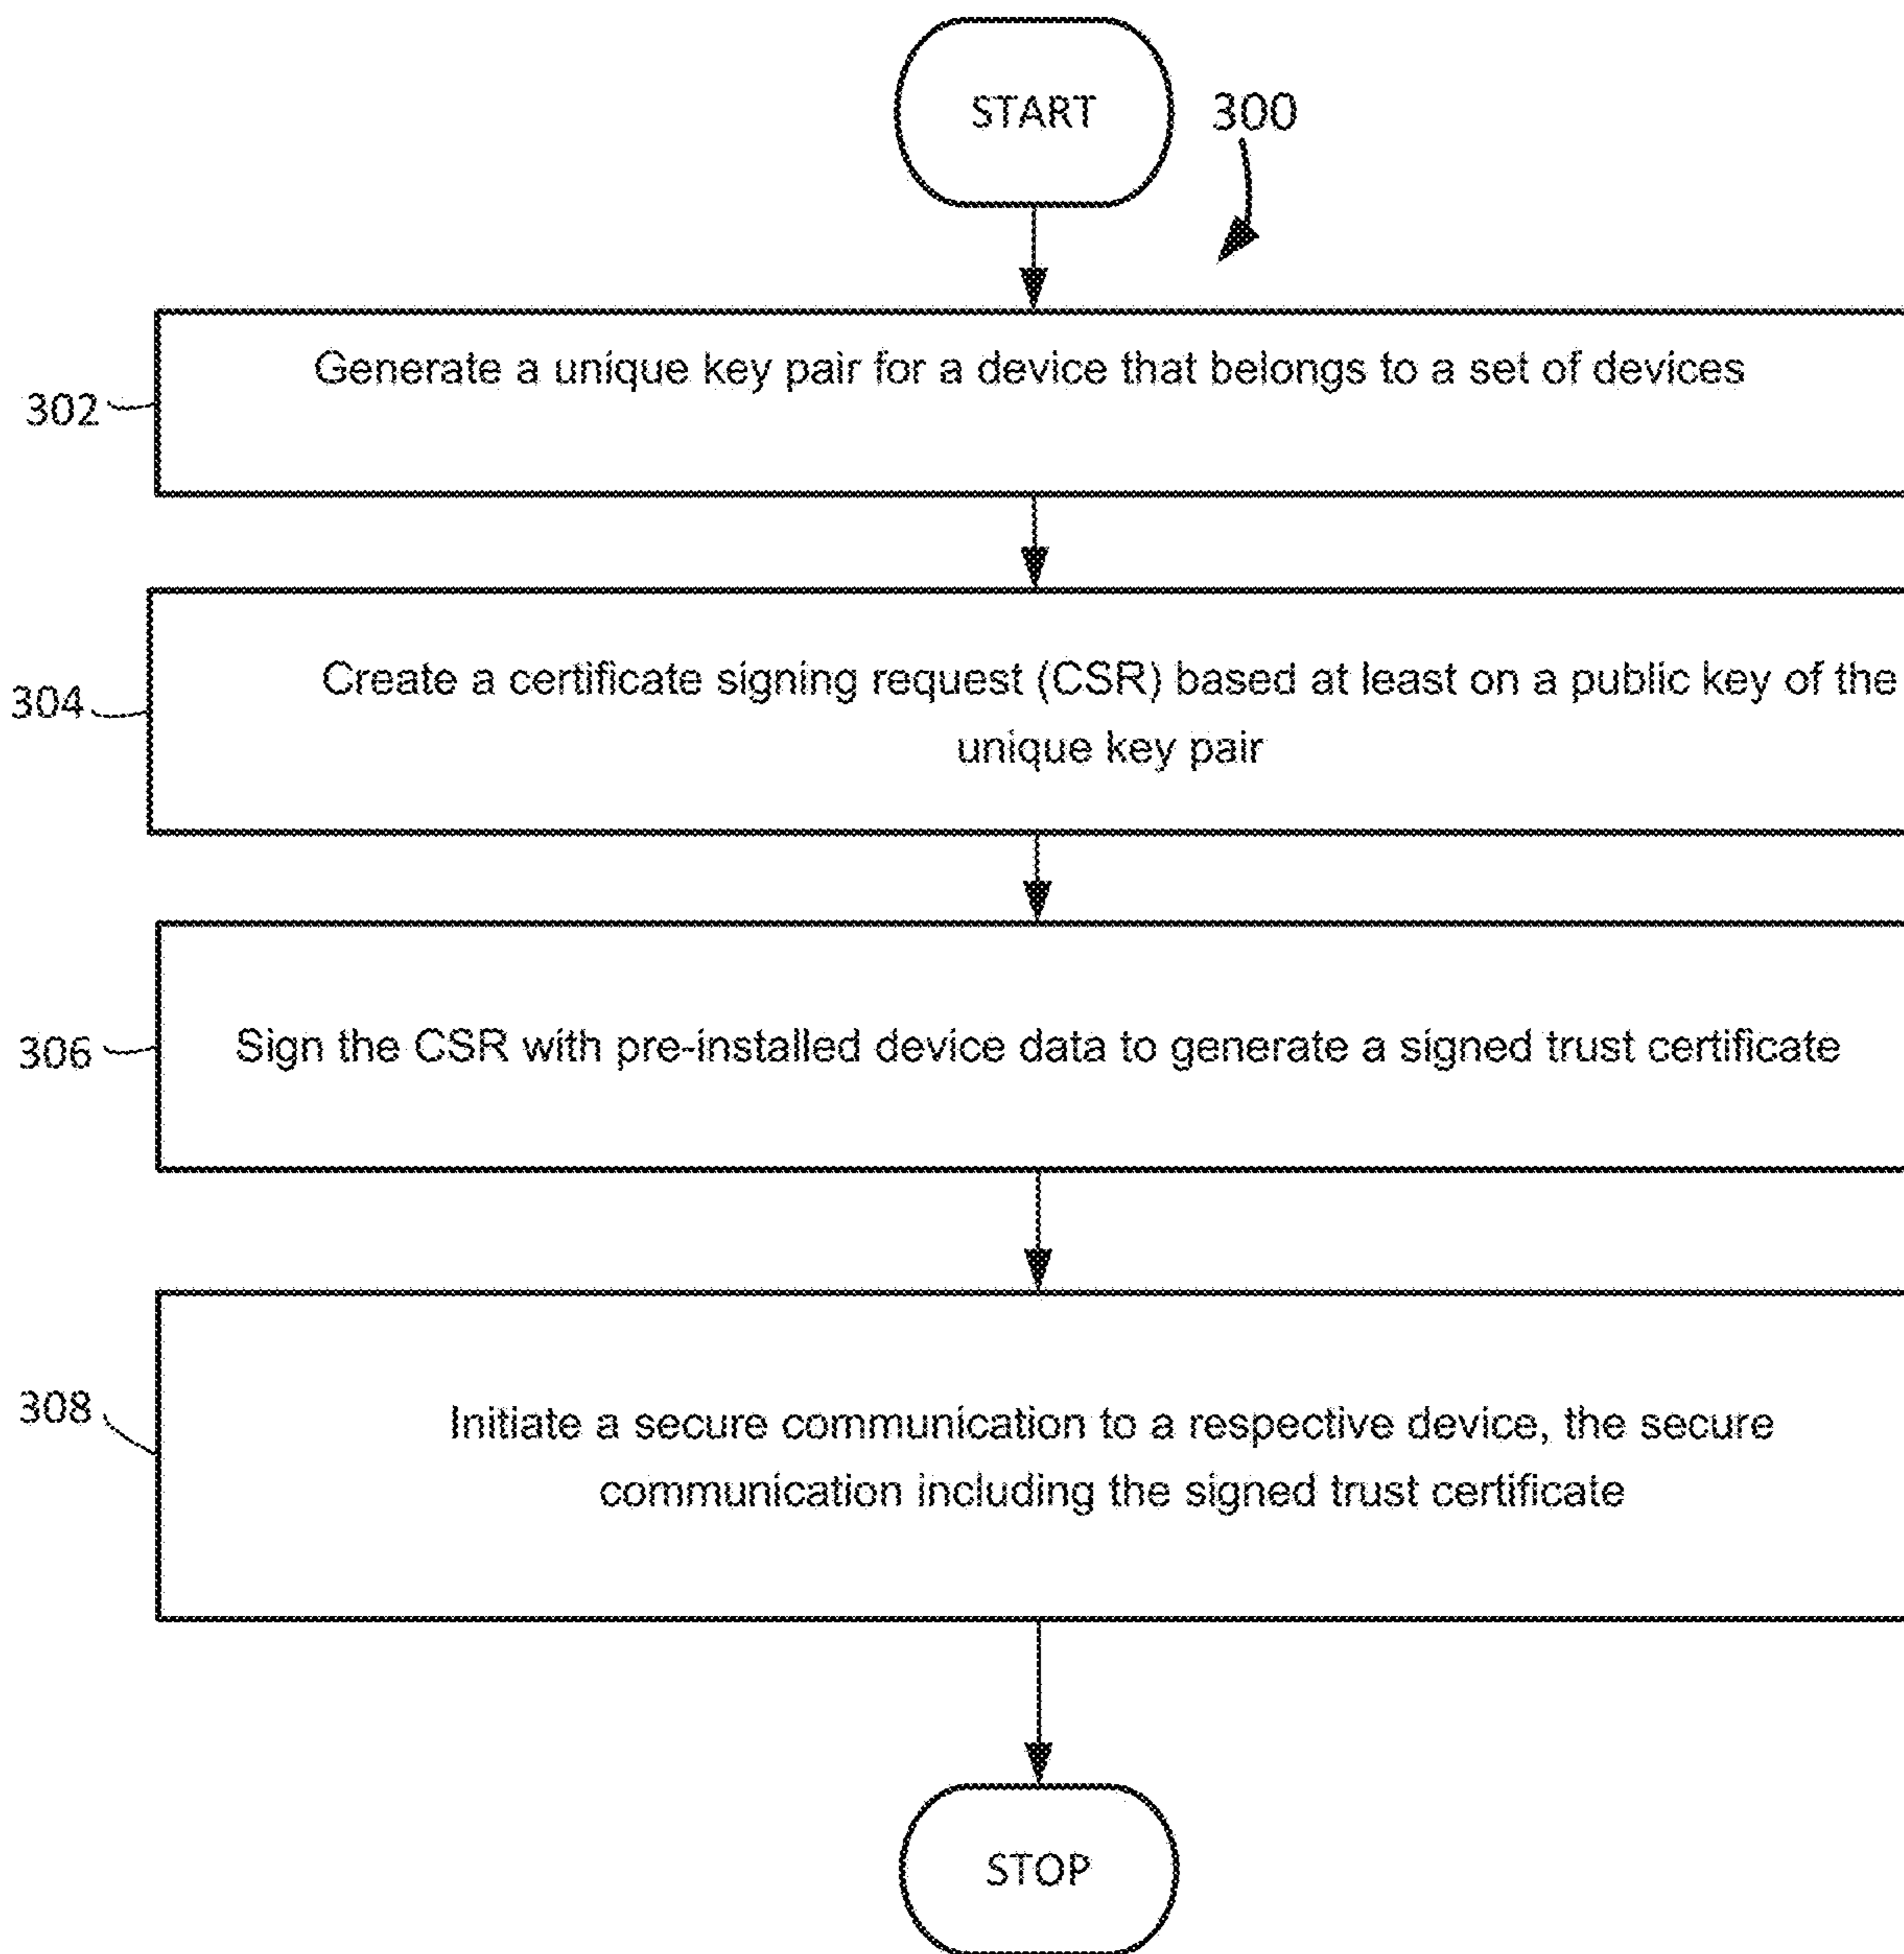 START
300
302
Generate a unique key pair for a device that belongs to a set of devices
304
Create a certificate signing request (CSR) based at least on a public key of the
unique key pair
306
Sign the CSR with pre-installed device data to generate a signed trust certificate
308
Initiate a secure communication to a respective device, the secure
communication including the signed trust certificate
STOP